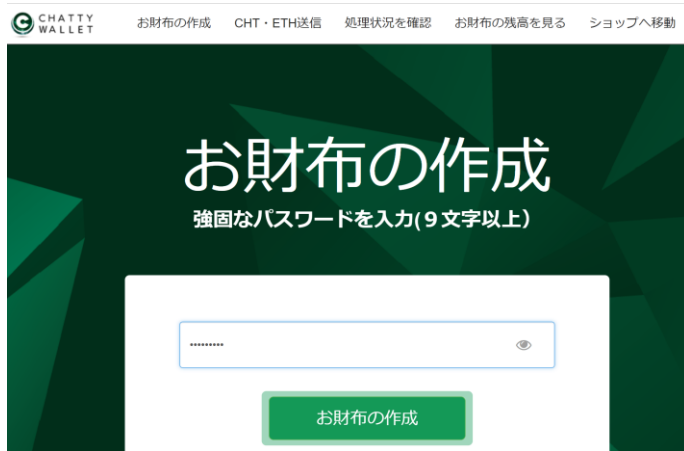 CHATTY
WALLET
お財布の作成 CHT・ETH送信 処理状況を確認 お財布の残高を見る ショップへ移動
お財布の作成
強固なパスワードを入力(９文字以上）
•••••••••
お財布の作成